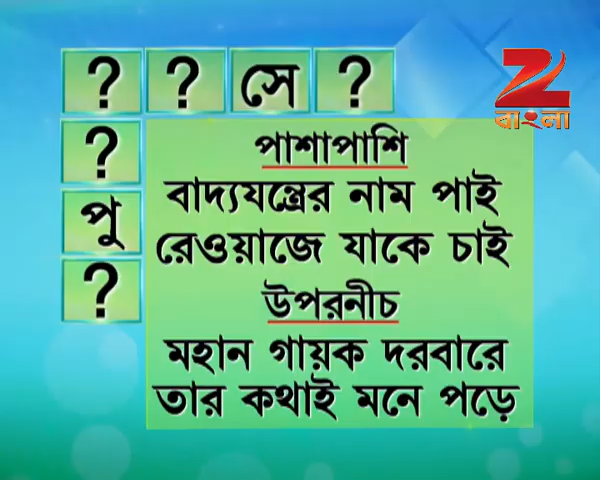 ? ? সে ?
বাংলা
?
পু
?
পাশাপাশি
বাদ্যযন্ত্রের নাম পাই
রেওয়াজে যাকে চাই
উপরনীচ
মহান গায়ক দরবারে
তার কথাই মনে পড়ে